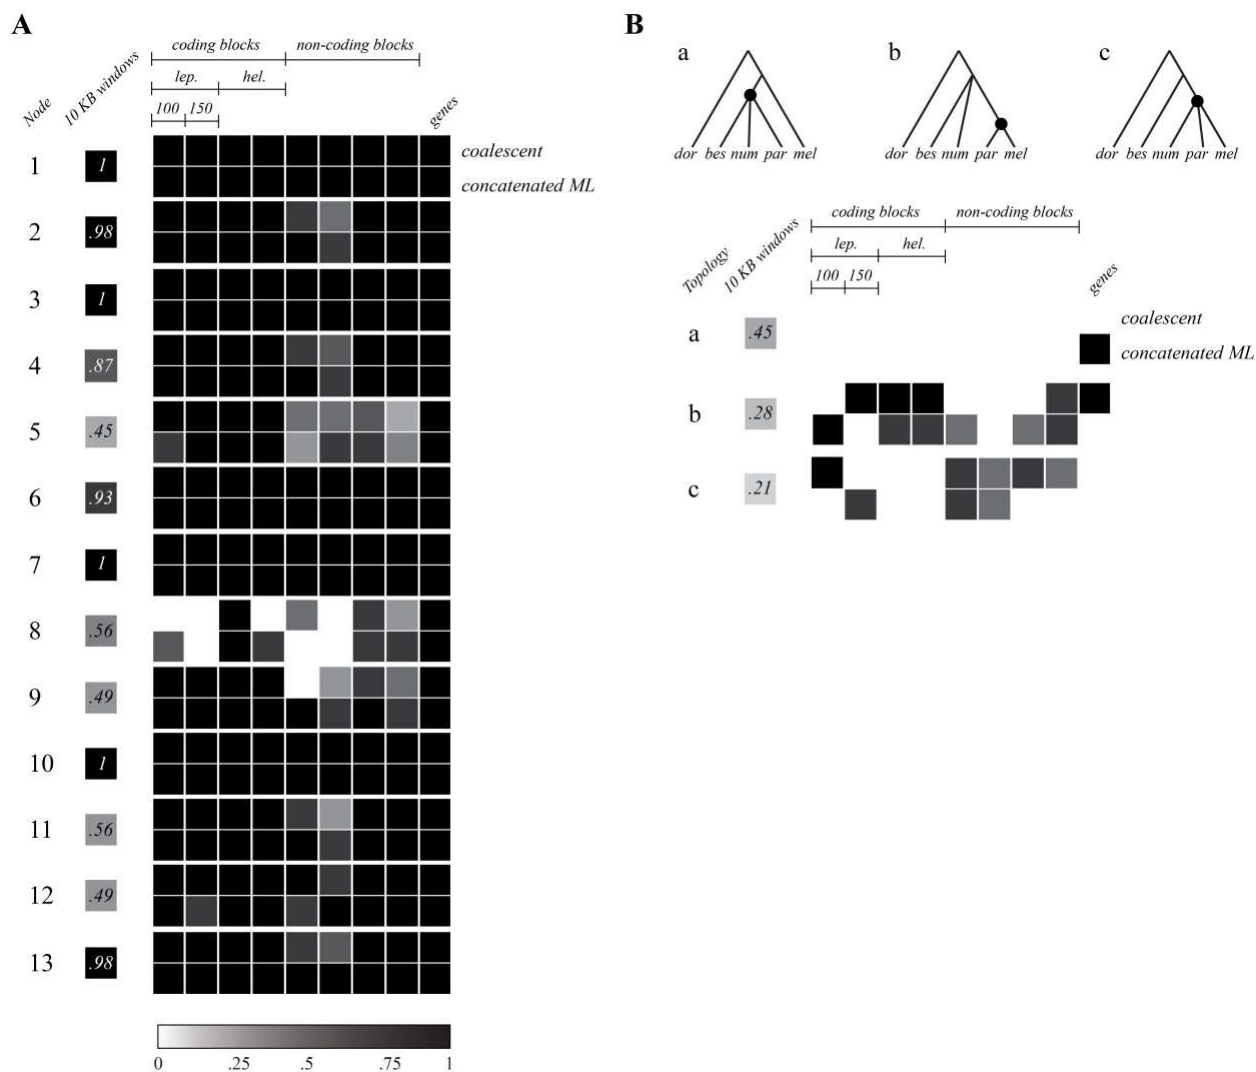 A
coding blocks non-coding blocks
lep. hel.
100 150
Node 10 KB windows genes
1 1 coalescent
concatenated ML
2 .98
3 1
4 .87
5 .45
6 .93
7 1
8 .56
9 .49
10 1
11 .56
12 .49
13 .98
0 .25 .5 .75 1
B
a b c
dor bes num par mel dor bes num par mel dor bes num par mel
coding blocks non-coding blocks
lep. hel.
100 150
Topology 10 KB windows genes
a .45 coalescent
concatenated ML
b .28
c .21